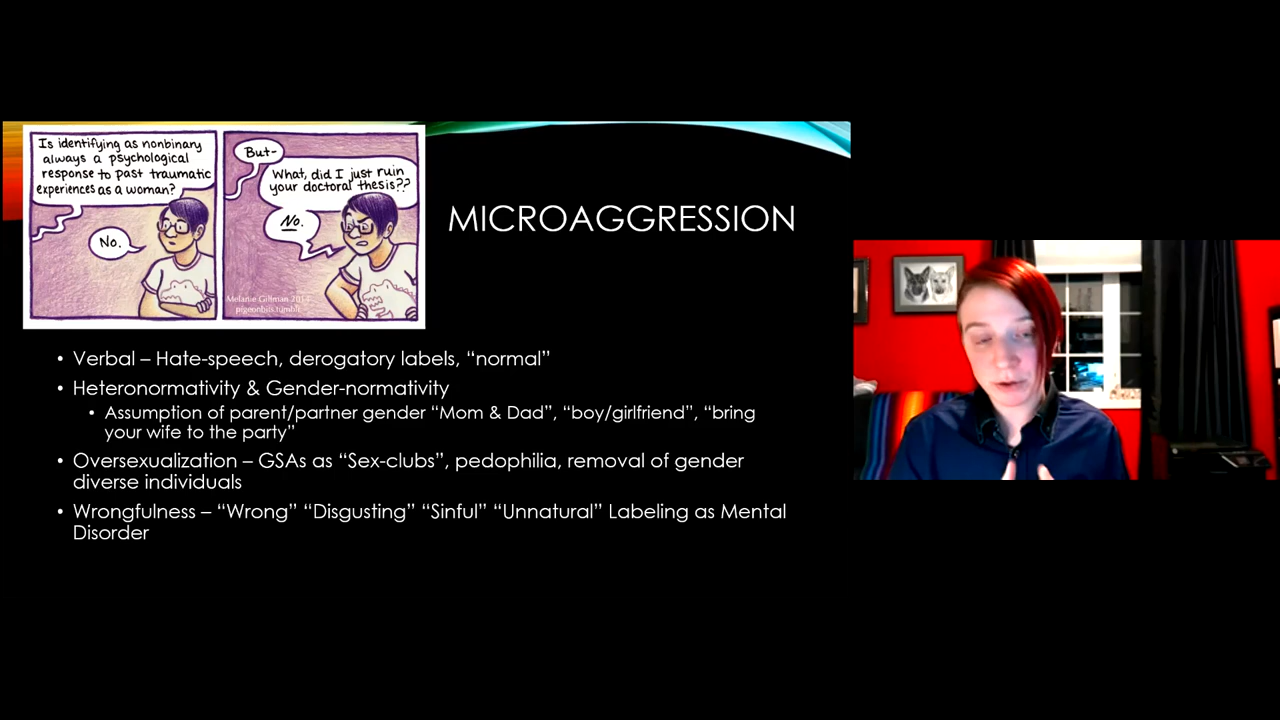 Is identifying as nonbinary
always a psychological
response to past traumatic
experiences as a woman?
No.
But-
What, did I just ruin
your doctoral thesis??
No.
Melanie Gillman
pigeonbits.tumblr
MICROAGGRESSION
• Verbal – Hate-speech, derogatory labels, “normal”
• Heteronormativity & Gender-normativity
• Assumption of parent/partner gender “Mom & Dad”, “boy/girlfriend”, “bring
your wife to the party”
• Oversexualization – GSAs as “Sex-clubs”, pedophilia, removal of gender
diverse individuals
• Wrongfulness – “Wrong” “Disgusting” “Sinful” “Unnatural” Labeling as Mental
Disorder